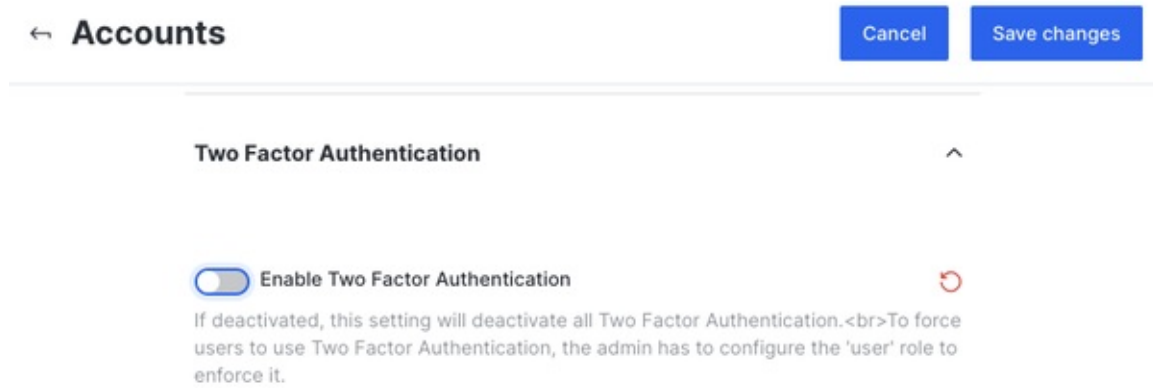 Accounts
Cancel
Save changes
Two Factor Authentication
Enable Two Factor Authentication
If deactivated, this setting will deactivate all Two Factor Authentication.<br>To force
users to use Two Factor Authentication, the admin has to configure the 'user' role to
enforce it.